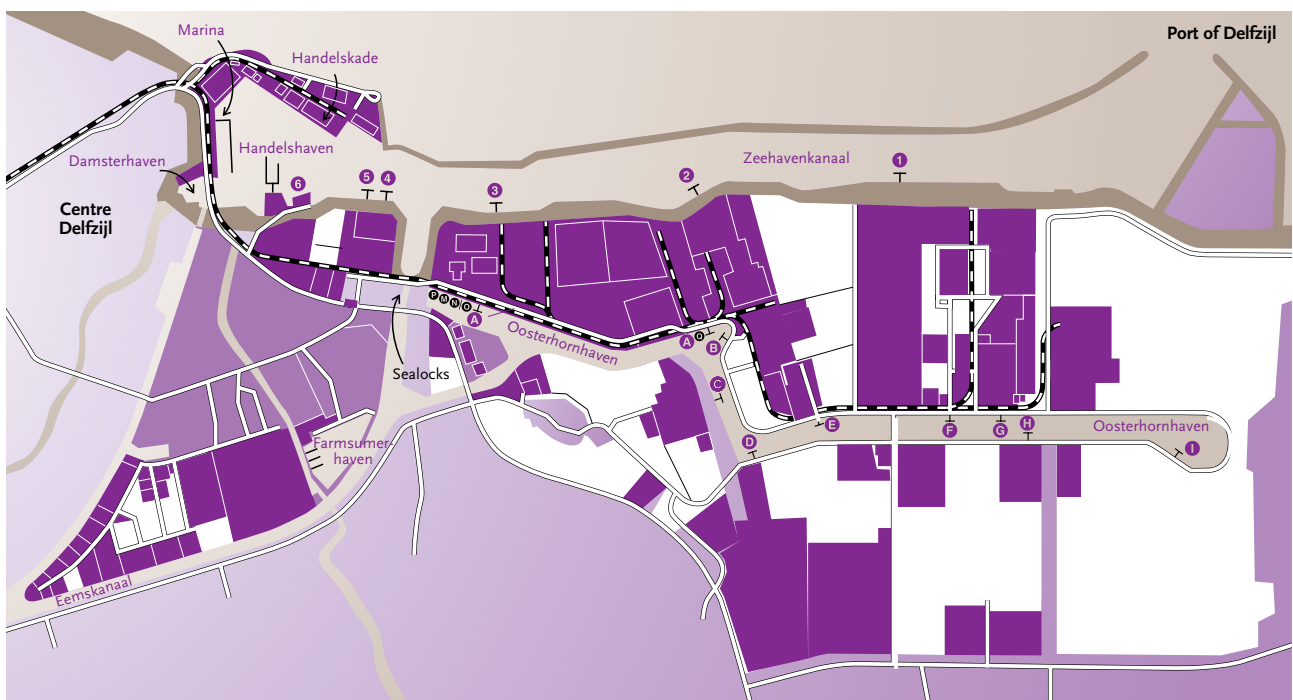 Port of Delfzijl
Marina
Handelskade
Handelshaven
Damsterhaven
Zeehavenkanaal
1
2
3
4
5
6
Centre
Delfzijl
P
M
N
O
A
Oosterhornhaven
A
O
B
Sealocks
C
D
E
F
G
H
Oosterhornhaven
I
Farmsumer-
haven
Eemskanaal